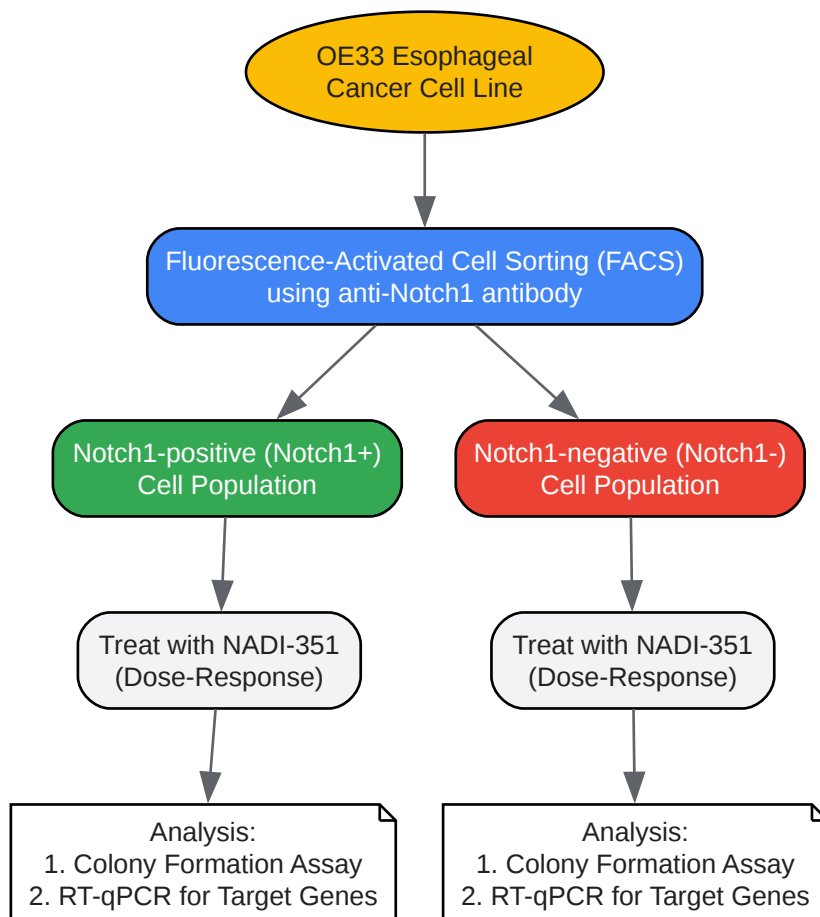 OE33 Esophageal
Cancer Cell Line
Fluorescence-Activated Cell Sorting (FACS)
using anti-Notch1 antibody
Notch1-positive (Notch1+)
Cell Population
Notch1-negative (Notch1-)
Cell Population
Treat with NADI-351
(Dose-Response)
Treat with NADI-351
(Dose-Response)
Analysis:
1. Colony Formation Assay
2. RT-qPCR for Target Genes
Analysis:
1. Colony Formation Assay
2. RT-qPCR for Target Genes